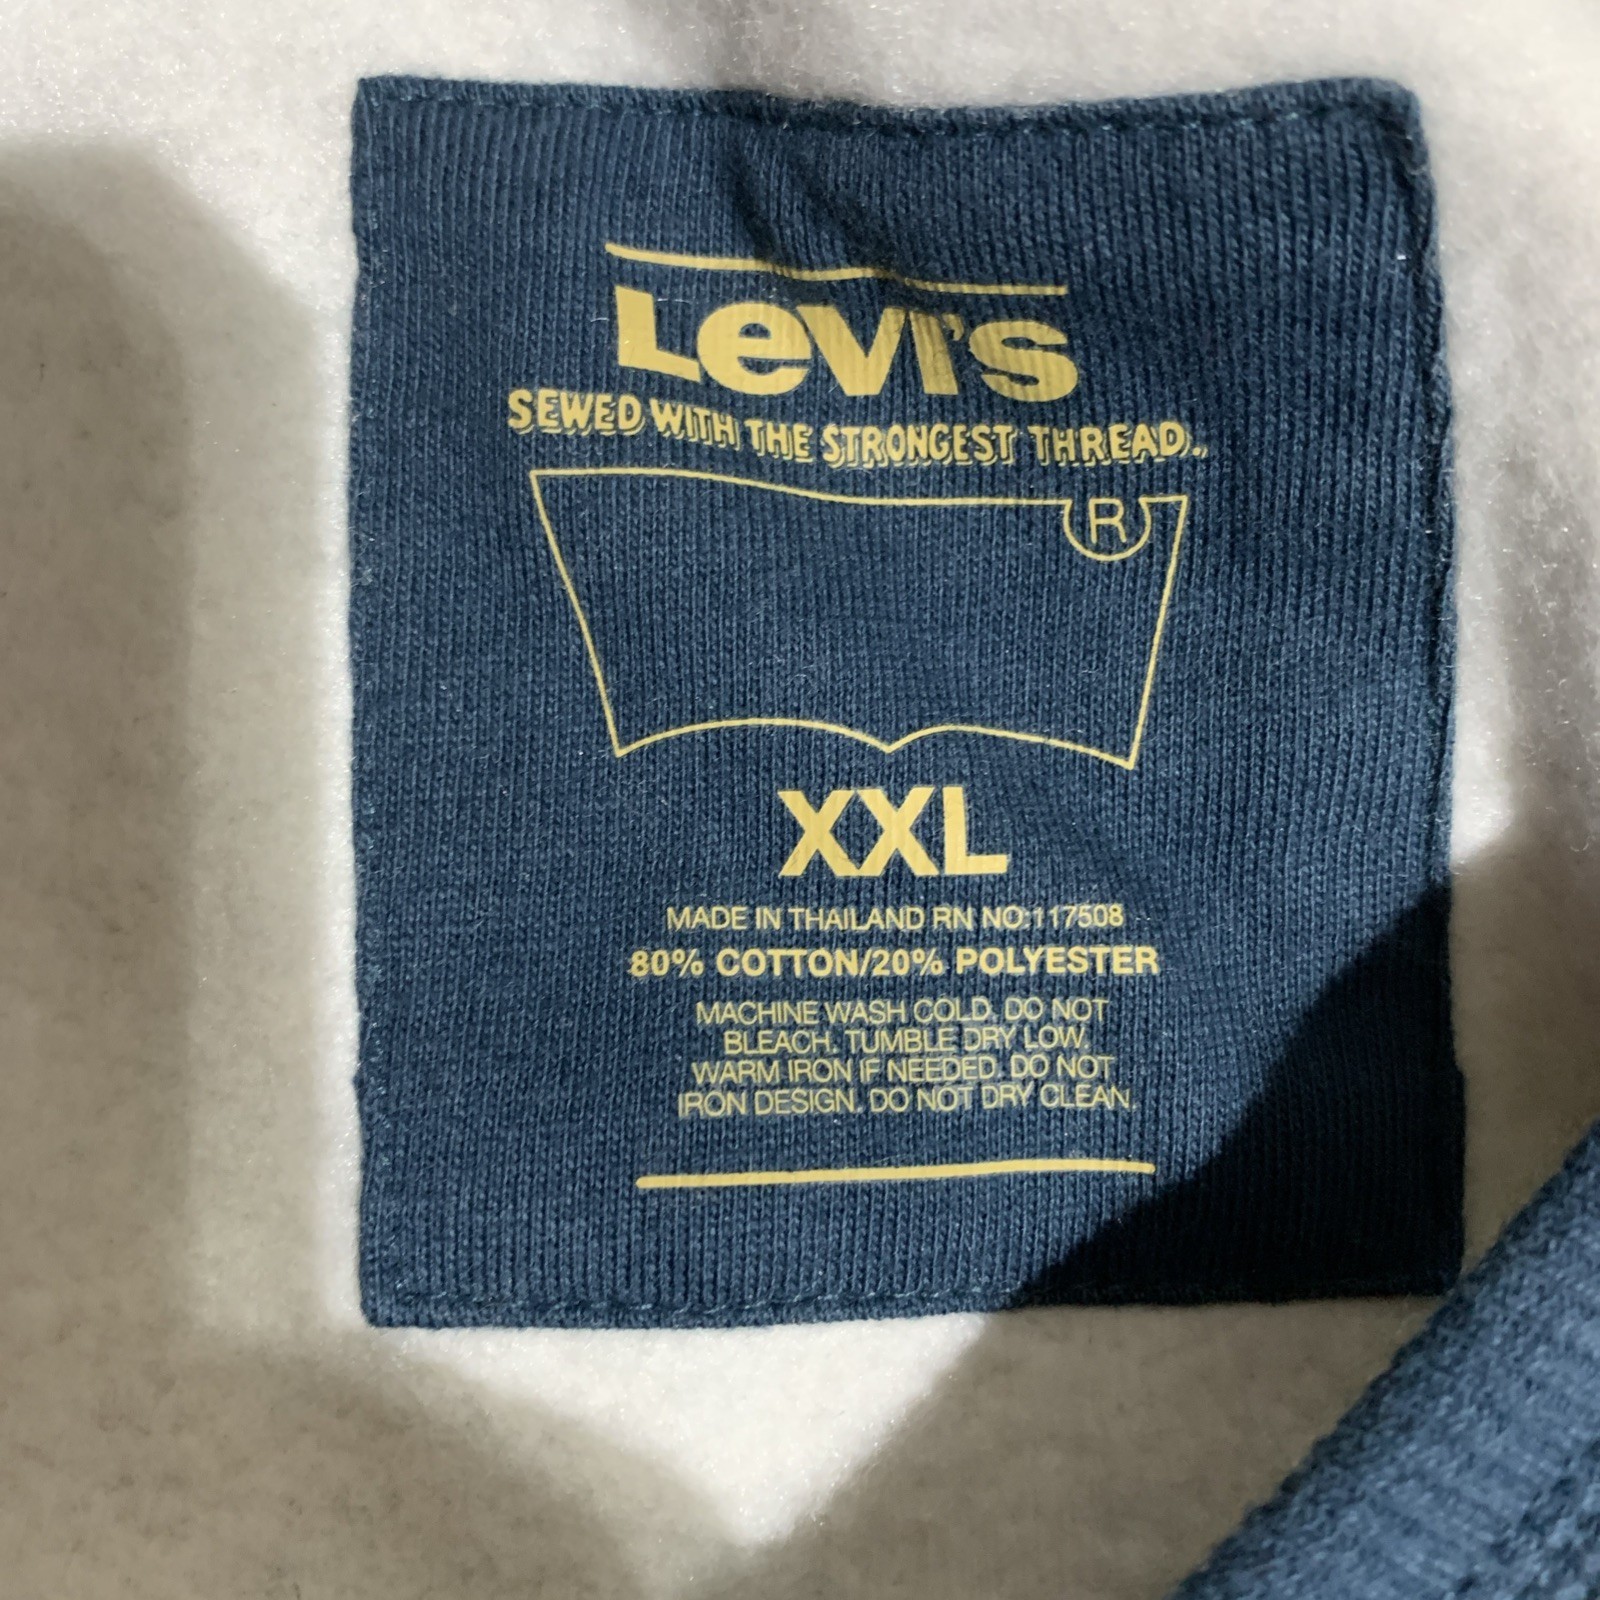 Levi's
SEWED WITH THE STRONGEST THREAD.
R
XXL
MADE IN THAILAND RN NO:117508
80% COTTON/20% POLYESTER
MACHINE WASH COLD. DO NOT
BLEACH. TUMBLE DRY LOW.
WARM IRON IF NEEDED. DO NOT
IRON DESIGN. DO NOT DRY CLEAN.